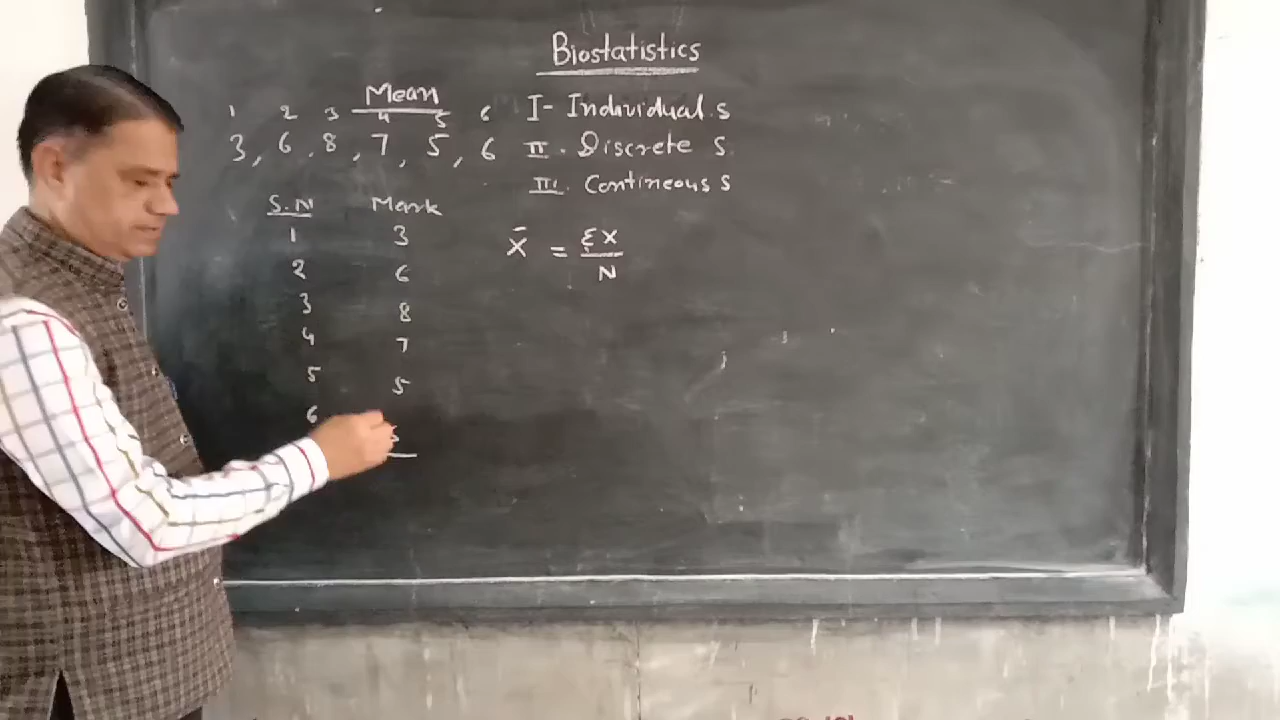 Biostatistics
Mean
1 2 3 4 5 6
3, 6, 8, 7, 5, 6
I- Individual s
II. Discrete s
III. Contineous s
S.N Mark
1 3
2 6
3 8
4 7
5 5
6
X̄ = ξX / N